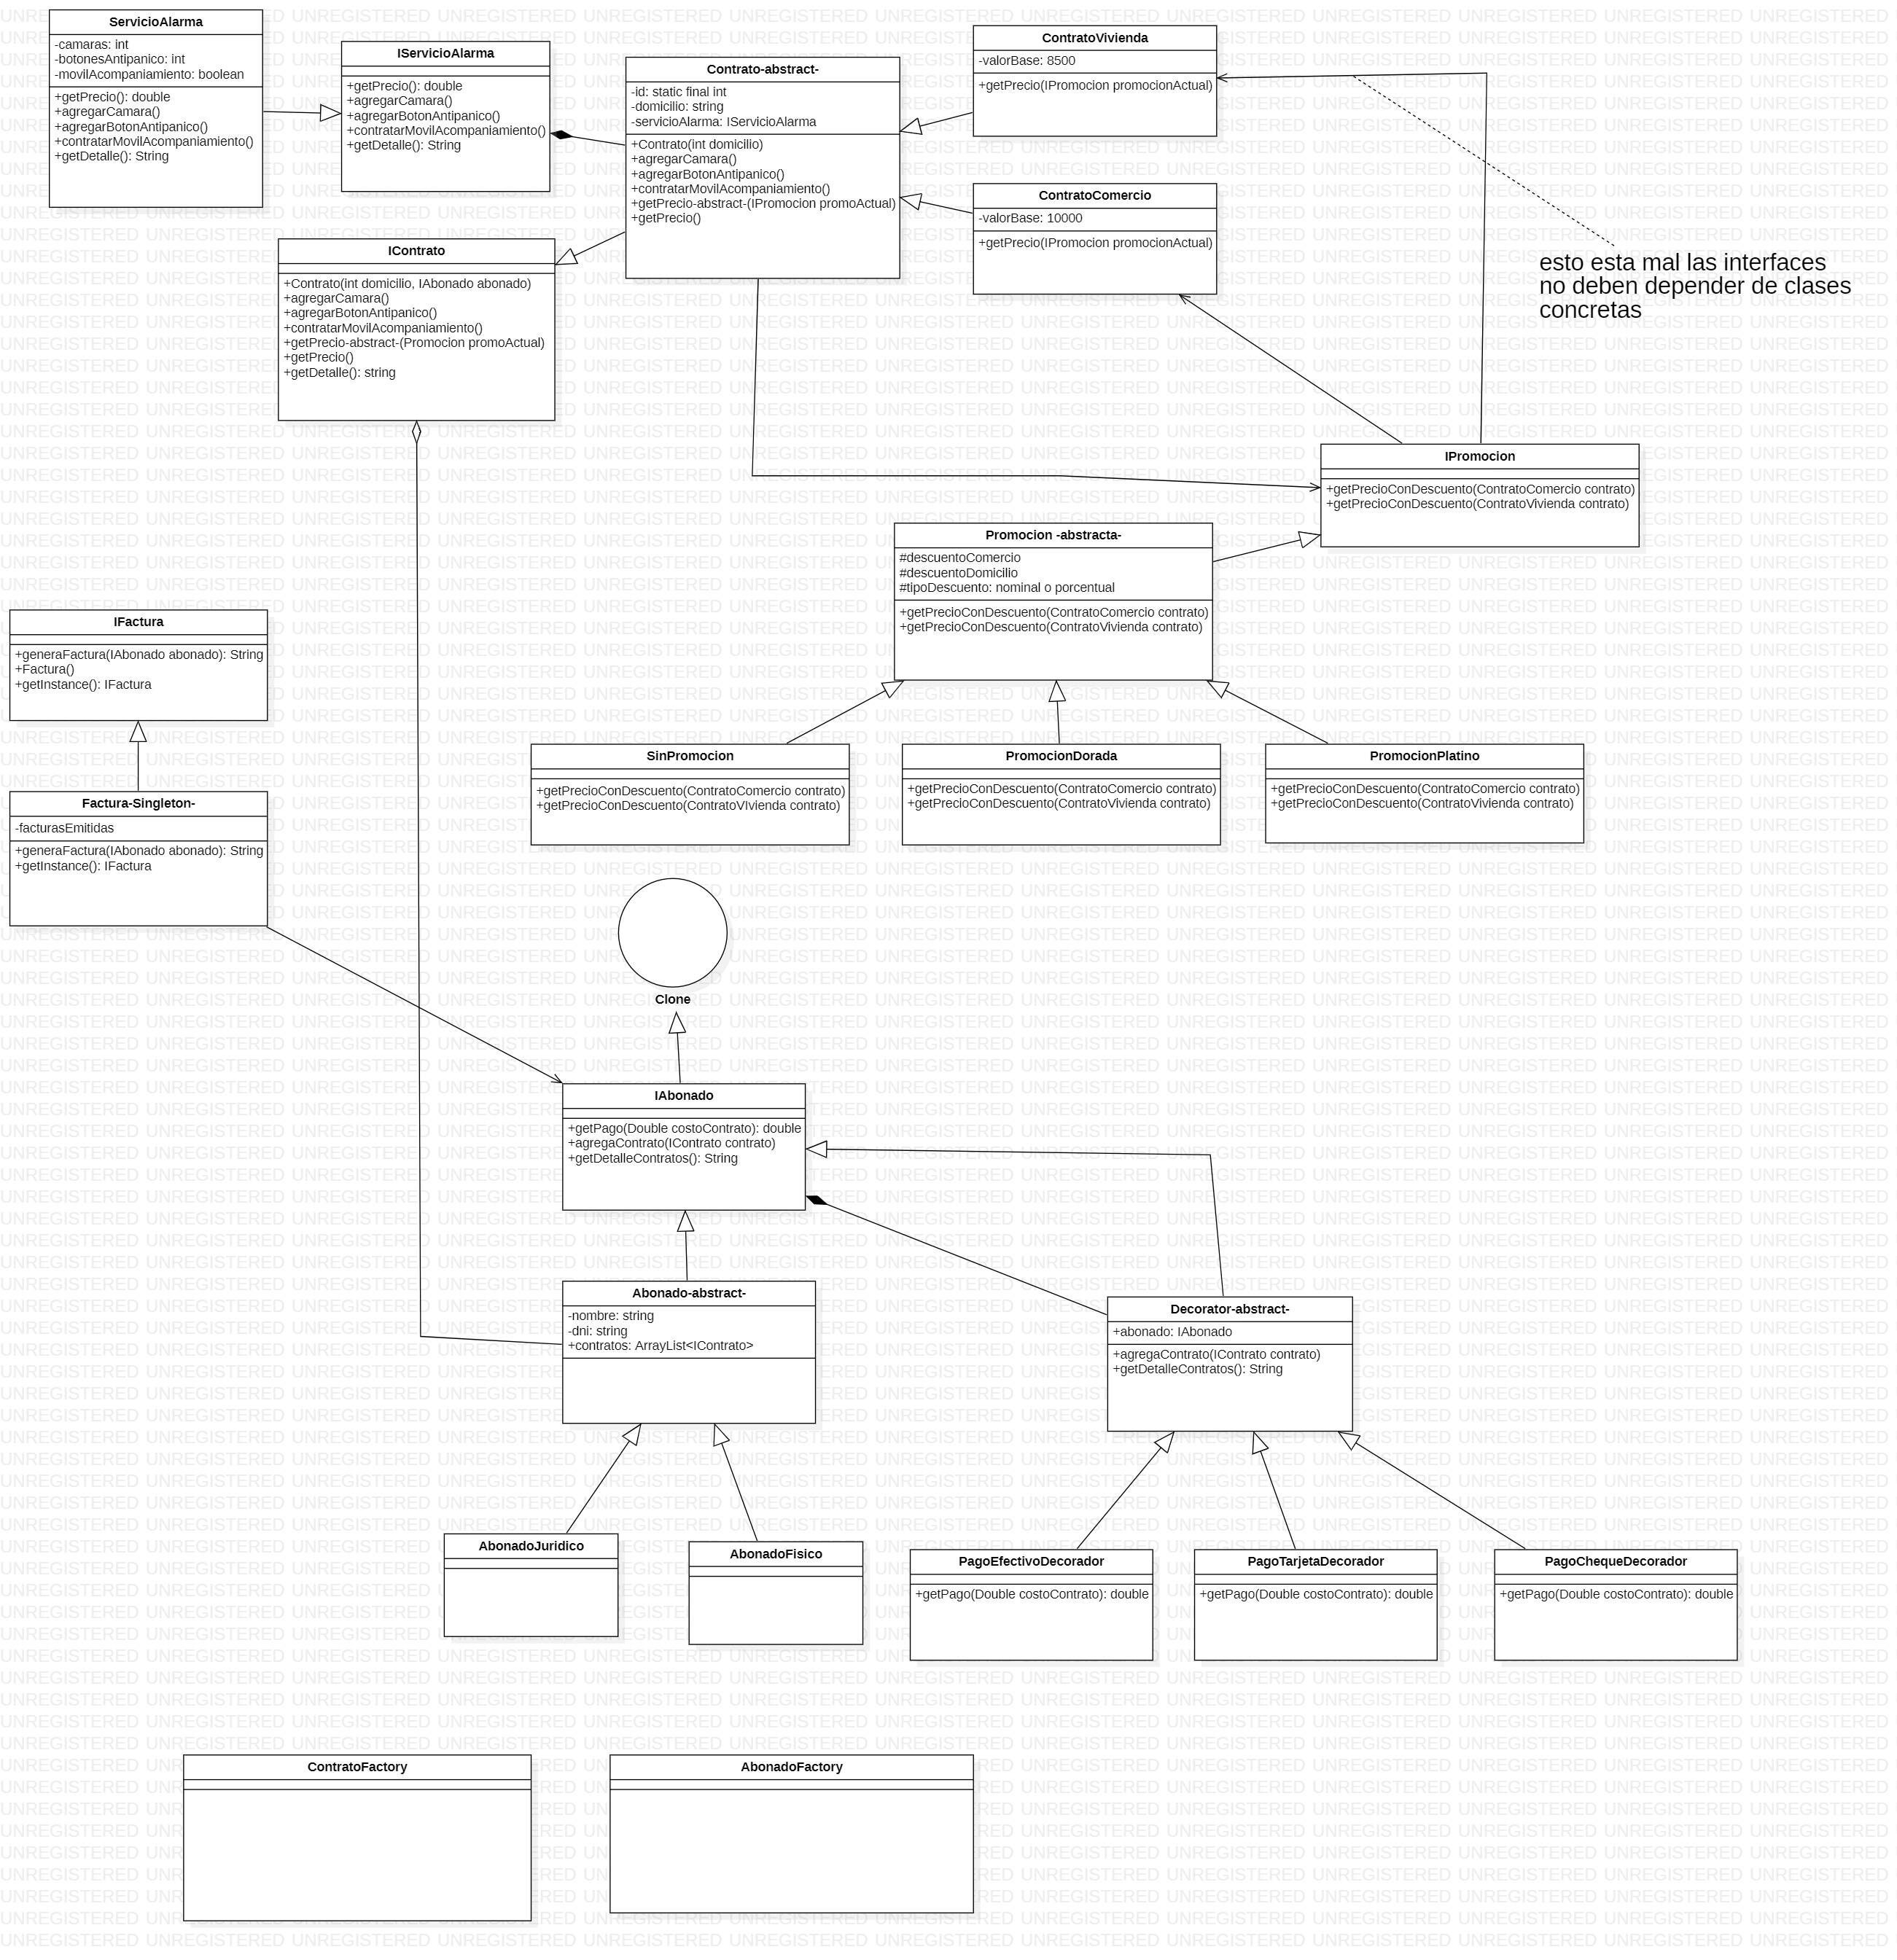 ServicioAlarma
-camaras: int
-botonesAntipanico: int
-movilAcompaniamiento: boolean
+getPrecio(): double
+agregarCamara()
+agregarBotonAntipanico()
+contratarMovilAcompaniamiento()
+getDetalle(): String
IServicioAlarma
+getPrecio(): double
+agregarCamara()
+agregarBotonAntipanico()
+contratarMovilAcompaniamiento()
+getDetalle(): String
Contrato-abstract-
-id: static final int
-domicilio: string
-servicioAlarma: IServicioAlarma
+Contrato(int domicilio)
+agregarCamara()
+agregarBotonAntipanico()
+contratarMovilAcompaniamiento()
+getPrecio-abstract-(IPromocion promoActual)
+getPrecio()
ContratoVivienda
-valorBase: 8500
+getPrecio(IPromocion promocionActual)
ContratoComercio
-valorBase: 10000
+getPrecio(IPromocion promocionActual)
esto esta mal las interfaces
no deben depender de clases
concretas
IContrato
+Contrato(int domicilio, IAbonado abonado)
+agregarCamara()
+agregarBotonAntipanico()
+contratarMovilAcompaniamiento()
+getPrecio-abstract-(Promocion promoActual)
+getPrecio()
+getDetalle(): string
IPromocion
+getPrecioConDescuento(ContratoComercio contrato)
+getPrecioConDescuento(ContratoVivienda contrato)
Promocion -abstracta-
#descuentoComercio
#descuentoDomicilio
#tipoDescuento: nominal o porcentual
+getPrecioConDescuento(ContratoComercio contrato)
+getPrecioConDescuento(ContratoVivienda contrato)
IFactura
+generaFactura(IAbonado abonado): String
+Factura()
+getInstance(): IFactura
SinPromocion
+getPrecioConDescuento(ContratoComercio contrato)
+getPrecioConDescuento(ContratoVIvienda contrato)
PromocionDorada
+getPrecioConDescuento(ContratoComercio contrato)
+getPrecioConDescuento(ContratoVivienda contrato)
PromocionPlatino
+getPrecioConDescuento(ContratoComercio contrato)
+getPrecioConDescuento(ContratoVivienda contrato)
Factura-Singleton-
-facturasEmitidas
+generaFactura(IAbonado abonado): String
+getInstance(): IFactura
Clone
IAbonado
+getPago(Double costoContrato): double
+agregaContrato(IContrato contrato)
+getDetalleContratos(): String
Abonado-abstract-
-nombre: string
-dni: string
+contratos: ArrayList<IContrato>
Decorator-abstract-
+abonado: IAbonado
+agregaContrato(IContrato contrato)
+getDetalleContratos(): String
AbonadoJuridico
AbonadoFisico
PagoEfectivoDecorador
+getPago(Double costoContrato): double
PagoTarjetaDecorador
+getPago(Double costoContrato): double
PagoChequeDecorador
+getPago(Double costoContrato): double
ContratoFactory
AbonadoFactory